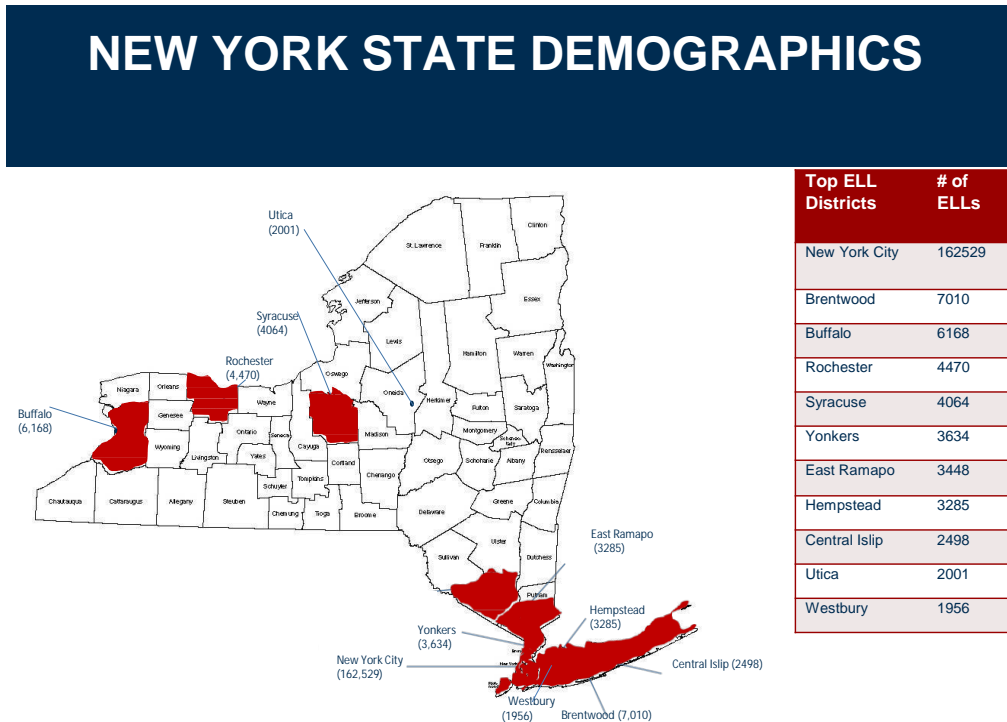 NEW YORK STATE DEMOGRAPHICS
Top ELL
Districts
# of
ELLs
New York City 162529
Brentwood 7010
Buffalo 6168
Rochester 4470
Syracuse 4064
Yonkers 3634
East Ramapo 3448
Hempstead 3285
Central Islip 2498
Utica 2001
Westbury 1956
Utica
(2001)
Syracuse
(4064)
Rochester
(4,470)
Buffalo
(6,168)
East Ramapo
(3285)
Hempstead
(3285)
Yonkers
(3,634)
New York City
(162,529)
Central Islip (2498)
Westbury
(1956)
Brentwood (7,010)
Clinton
Franklin
St. Lawrence
Essex
Jefferson
Lewis
Hamilton
Warren
Washington
Oswego
Oneida
Herkimer
Fulton
Saratoga
Niagara
Orleans
Wayne
Genesee
Ontario
Seneca
Cayuga
Madison
Montgomery
Rensselaer
Wyoming
Livingston
Yates
Cortland
Otsego
Schoharie
Albany
Chenango
Schuyler
Tompkins
Chautauqua
Cattaraugus
Allegany
Steuben
Chemung
Tioga
Broome
Delaware
Greene
Columbia
Ulster
Sullivan
Dutchess
Putnam